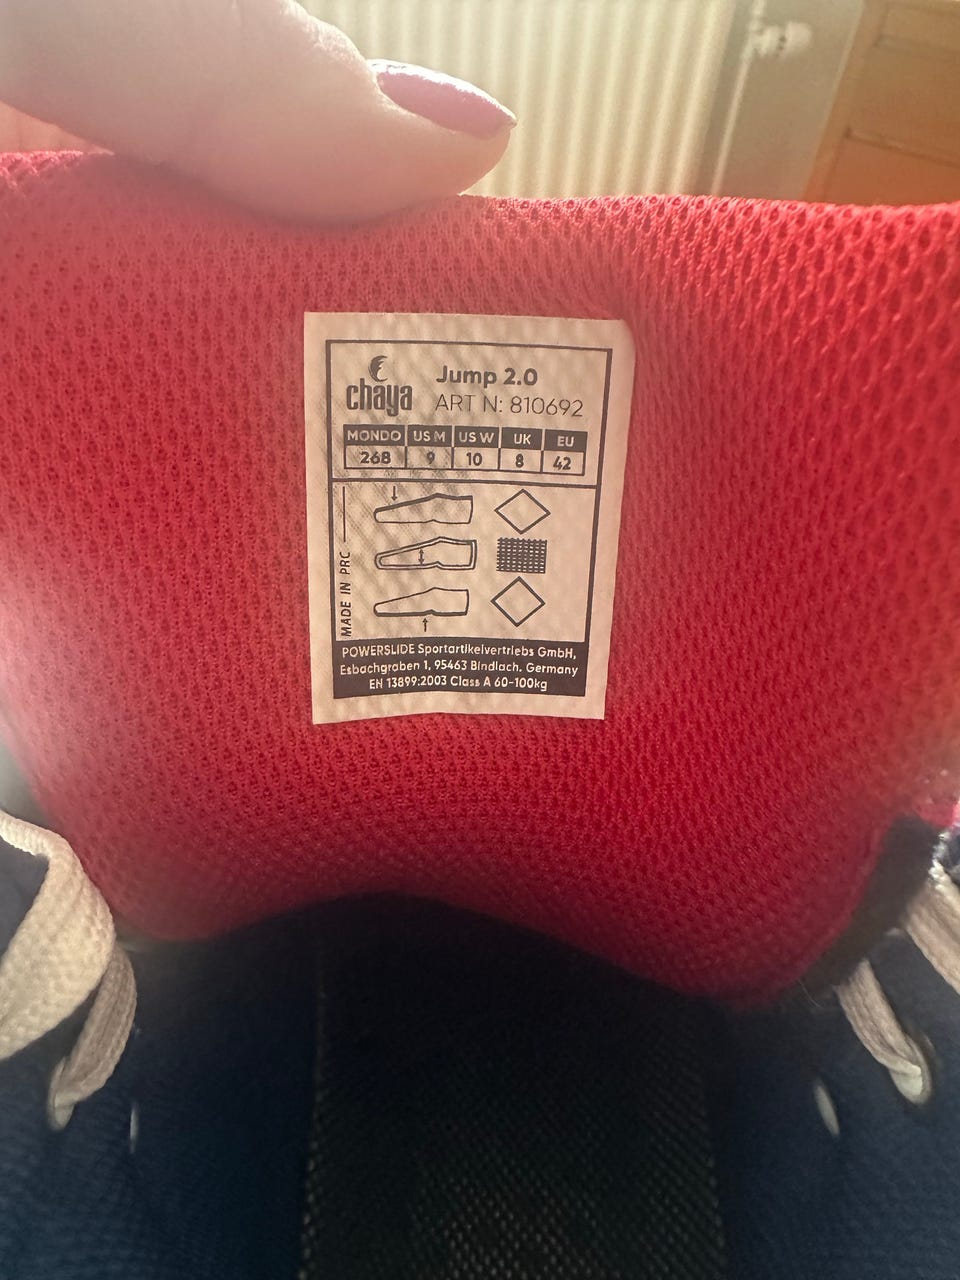 chaya
Jump 2.0
ART N: 810692
MONDO US M US W UK EU
268 9 10 8 42
MADE IN PRC
POWERSLIDE Sportartikelvertriebs GmbH,
Esbachgraben 1, 95463 Bindlach. Germany
EN 13899:2003 Class A 60-100kg